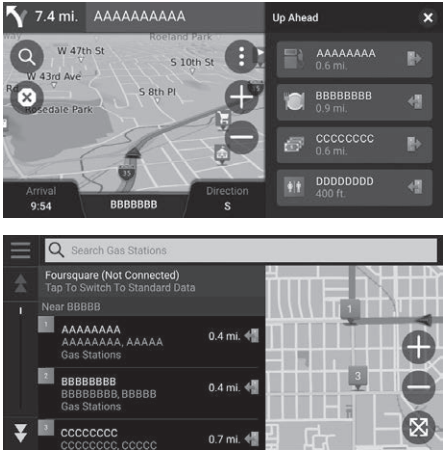 7.4 mi. AAAAAAAAAA
Up Ahead
Roeland Park
W 47th St
S 10th St
W 43rd Ave
S 8th Pl
Rosedale Park
35
Arrival
9:54
BBBBBBB
Direction
S
AAAAAAAA
0.6 mi.
BBBBBBBB
0.9 mi.
CCCCCCCC
0.6 mi.
DDDDDDDD
400 ft.
Search Gas Stations
Foursquare (Not Connected)
Tap To Switch To Standard Data
Near BBBBB
1
AAAAAAAA
AAAAAAAA, AAAAA
Gas Stations
0.4 mi.
2
BBBBBBBB
BBBBBBBB, BBBBB
Gas Stations
0.4 mi.
3
CCCCCCCC
CCCCCCCC, CCCCC
0.7 mi.
1
3